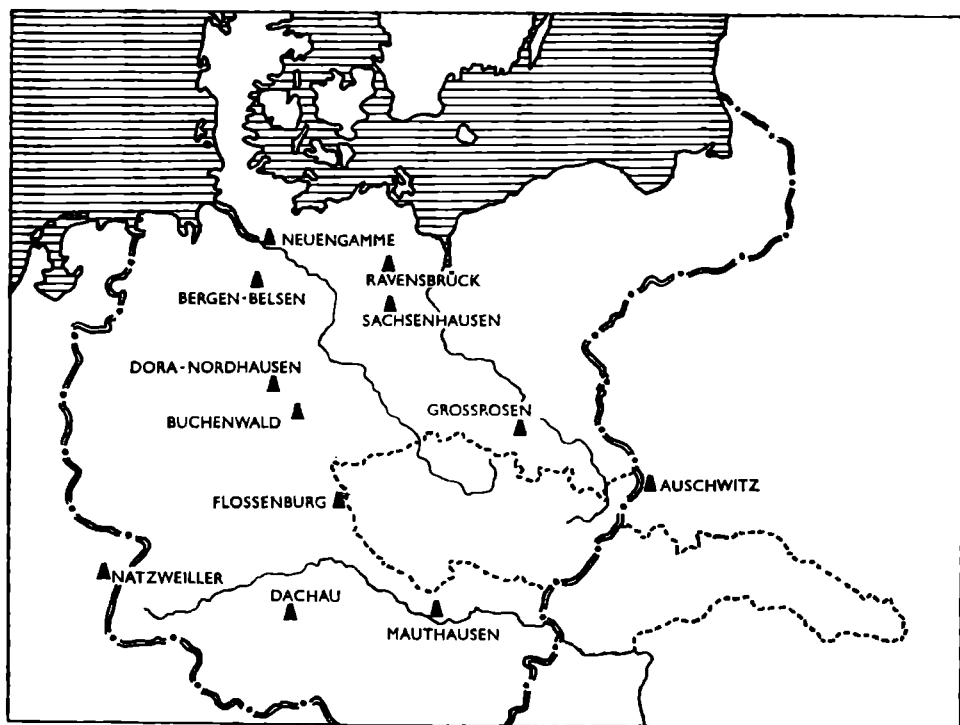 NEUENGAMME
RAVENSBRÜCK
BERGEN-BELSEN
SACHSENHAUSEN
DORA-NORDHAUSEN
GROSSROSEN
BUCHENWALD
AUSCHWITZ
FLOSSENBURG
NATZWEILLER
DACHAU
MAUTHAUSEN